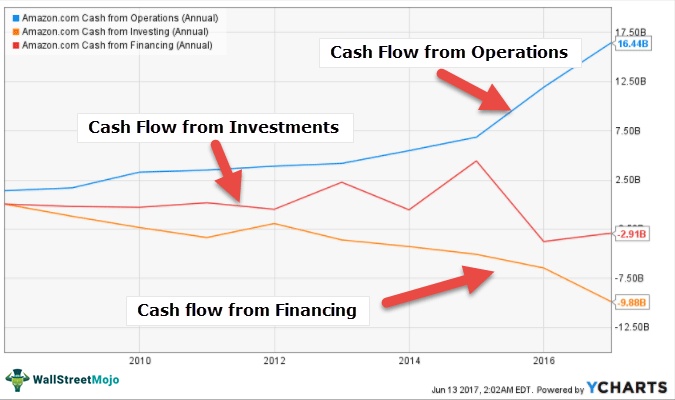 Amazon.com Cash from Operations (Annual)
Amazon.com Cash from Investing (Annual)
Amazon.com Cash from Financing (Annual)
Cash Flow from Operations
Cash Flow from Investments
Cash flow from Financing
17.50B
16.44B
12.50B
7.50B
2.50B
-2.91B
-7.50B
-9.88B
-12.50B
2010 2012 2014 2016
WallStreetMojo
Jun 13 2017, 2:02AM EDT. Powered by YCHARTS